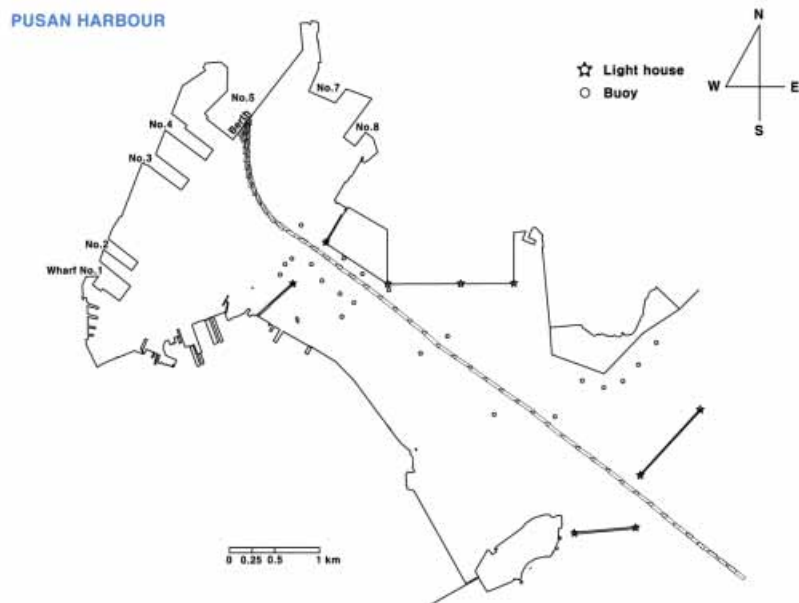 PUSAN HARBOUR
N
W E
S
Light house
Buoy
No.7
No.5
Berth
No.4
No.8
No.3
No.2
Wharf No.1
0 0.25 0.5 1 km